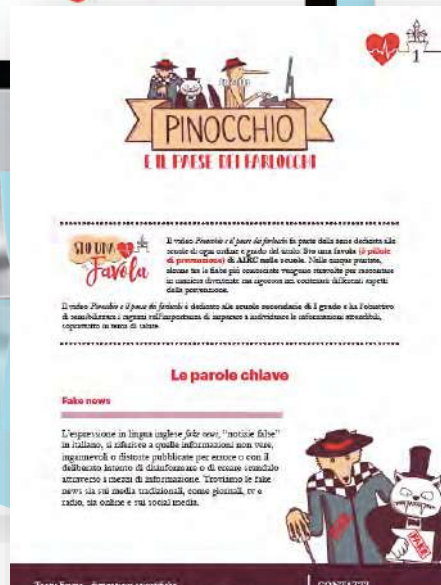 1
PINOCCHIO
E IL PAESE DEI FARLOCCHI
STO UNA
Favola
Il video Pinocchio e il paese dei farlocchi fa parte della serie dedicata alle
scuole di ogni ordine e grado dal titolo Sto una favola (5 pillole
di prevenzione) di AIRC nelle scuole. Nelle cinque puntate,
alcune tra le fiabe più conosciute vengono stravolte per raccontare
in maniera divertente ma rigorosa nei contenuti differenti aspetti
della prevenzione.
Il video Pinocchio e il paese dei farlocchi è dedicato alle scuole secondarie di I grado e ha l'obiettivo
di sensibilizzare i ragazzi sull'importanza di imparare a individuare le informazioni attendibili,
soprattutto in tema di salute.
Le parole chiave
Fake news
L'espressione in lingua inglese fake news, "notizie false"
in italiano, si riferisce a quelle informazioni non vere,
ingannevoli o distorte pubblicate per errore o con il
deliberato intento di disinformare o di creare scandalo
attraverso i mezzi di informazione. Troviamo le fake
news sia sui media tradizionali, come giornali, tv e
radio, sia online e sui social media.
FAKE
CONTATTI